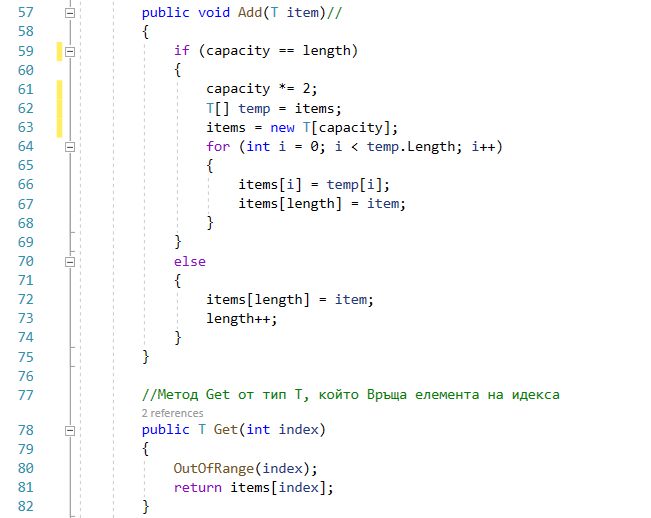 57 public void Add(T item)//
58 {
59 if (capacity == length)
60 {
61 capacity *= 2;
62 T[] temp = items;
63 items = new T[capacity];
64 for (int i = 0; i < temp.Length; i++)
65 {
66 items[i] = temp[i];
67 items[length] = item;
68 }
69 }
70 else
71 {
72 items[length] = item;
73 length++;
74 }
75 }
76
77 //Метод Get от тип T, който Връща елемента на идекса
2 references
78 public T Get(int index)
79 {
80 OutOfRange(index);
81 return items[index];
82 }